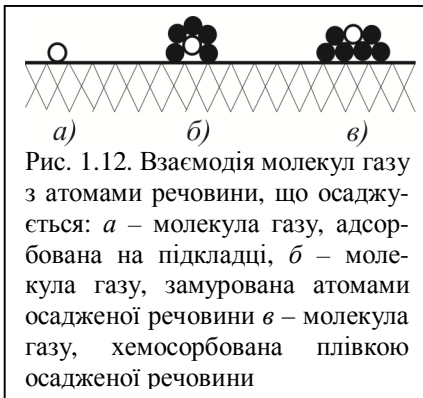 а) б) в)
Рис. 1.12. Взаємодія молекул газу
з атомами речовини, що осаджу-
ється: а – молекула газу, адсор-
бована на підкладці, б – моле-
кула газу, замурована атомами
осадженої речовини в – молекула
газу, хемосорбована плівкою
осадженої речовини